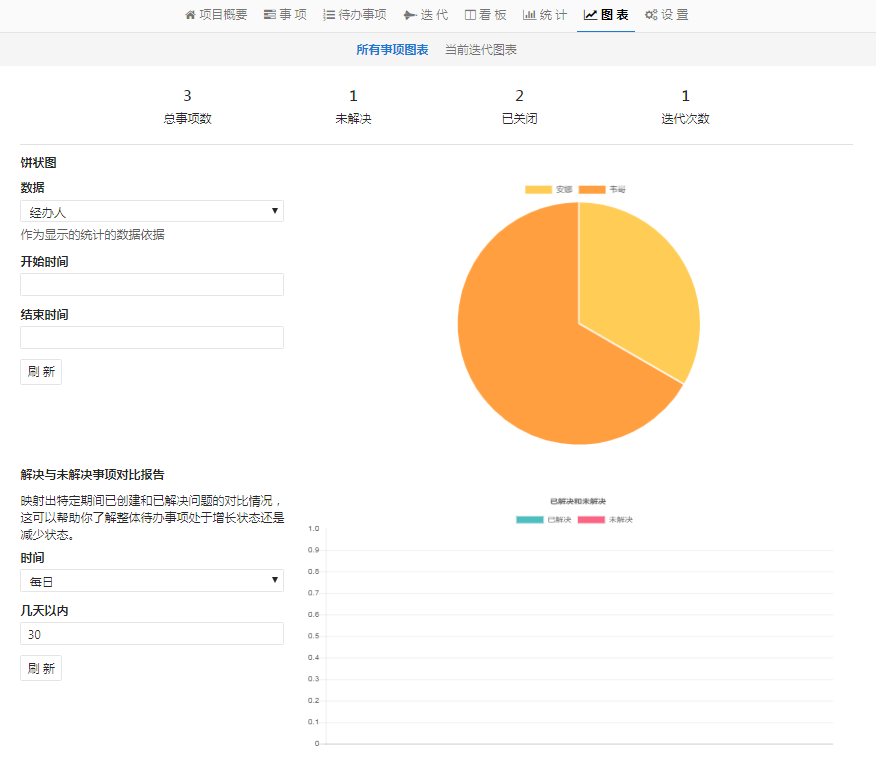 项目概要 事 项 待办事项 迭 代 看 板 统 计 图 表 设 置
所有事项图表 当前迭代图表
3 1 2 1
总事项数 未解决 已关闭 迭代次数
饼状图
数据
经办人
作为显示的统计的数据依据
开始时间
结束时间
刷 新
安娜 韦哥
解决与未解决事项对比报告
映射出特定期间已创建和已解决问题的对比情况，
这可以帮助你了解整体待办事项处于增长状态还是
减少状态。
时间
每日
几天以内
30
刷 新
已解决和未解决
已解决 未解决
1.0
0.9
0.8
0.7
0.6
0.5
0.4
0.3
0.2
0.1
0